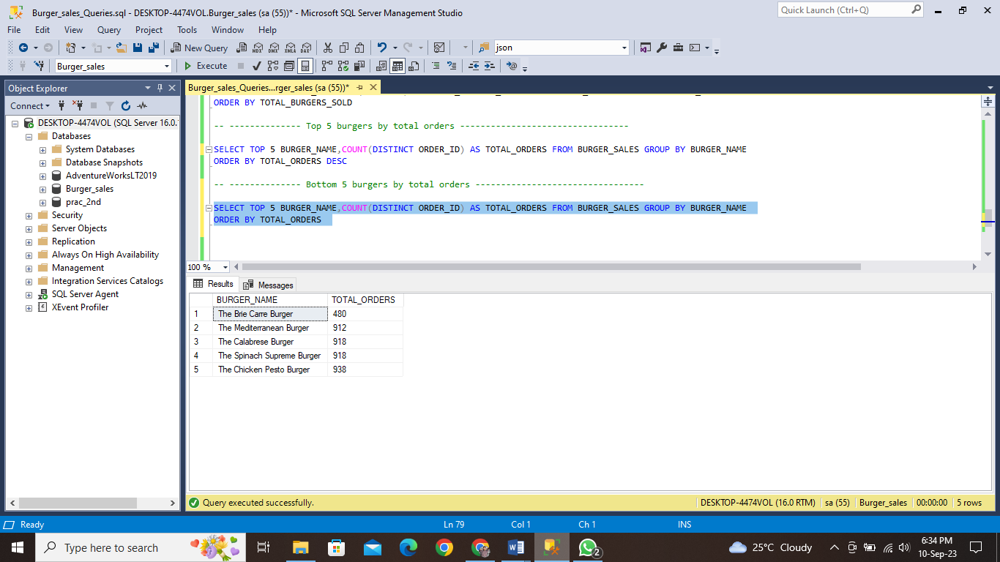 Burger_sales_Queries.sql - DESKTOP-4474VOL.Burger_sales (sa (55))* - Microsoft SQL Server Management Studio
Quick Launch (Ctrl+Q)
File Edit View Query Project Tools Window Help
New Query MDX DMX XMLA DAX json
Burger_sales Execute
Object Explorer
Connect
DESKTOP-4474VOL (SQL Server 16.0.
Databases
System Databases
Database Snapshots
AdventureWorksLT2019
Burger_sales
prac_2nd
Security
Server Objects
Replication
Always On High Availability
Management
Integration Services Catalogs
SQL Server Agent
XEvent Profiler
Burger_sales_Queries...rger_sales (sa (55))*
ORDER BY TOTAL_BURGERS_SOLD
-- -------------- Top 5 burgers by total orders ---------------------------------
SELECT TOP 5 BURGER_NAME,COUNT(DISTINCT ORDER_ID) AS TOTAL_ORDERS FROM BURGER_SALES GROUP BY BURGER_NAME
ORDER BY TOTAL_ORDERS DESC
-- -------------- Bottom 5 burgers by total orders ---------------------------------
SELECT TOP 5 BURGER_NAME,COUNT(DISTINCT ORDER_ID) AS TOTAL_ORDERS FROM BURGER_SALES GROUP BY BURGER_NAME
ORDER BY TOTAL_ORDERS
100 %
Results Messages
BURGER_NAME TOTAL_ORDERS
1 The Brie Carre Burger 480
2 The Mediterranean Burger 912
3 The Calabrese Burger 918
4 The Spinach Supreme Burger 918
5 The Chicken Pesto Burger 938
Query executed successfully.
DESKTOP-4474VOL (16.0 RTM) sa (55) Burger_sales 00:00:00 5 rows
Ready Ln 79 Col 1 Ch 1 INS
Type here to search
2
25°C Cloudy
6:34 PM
10-Sep-23